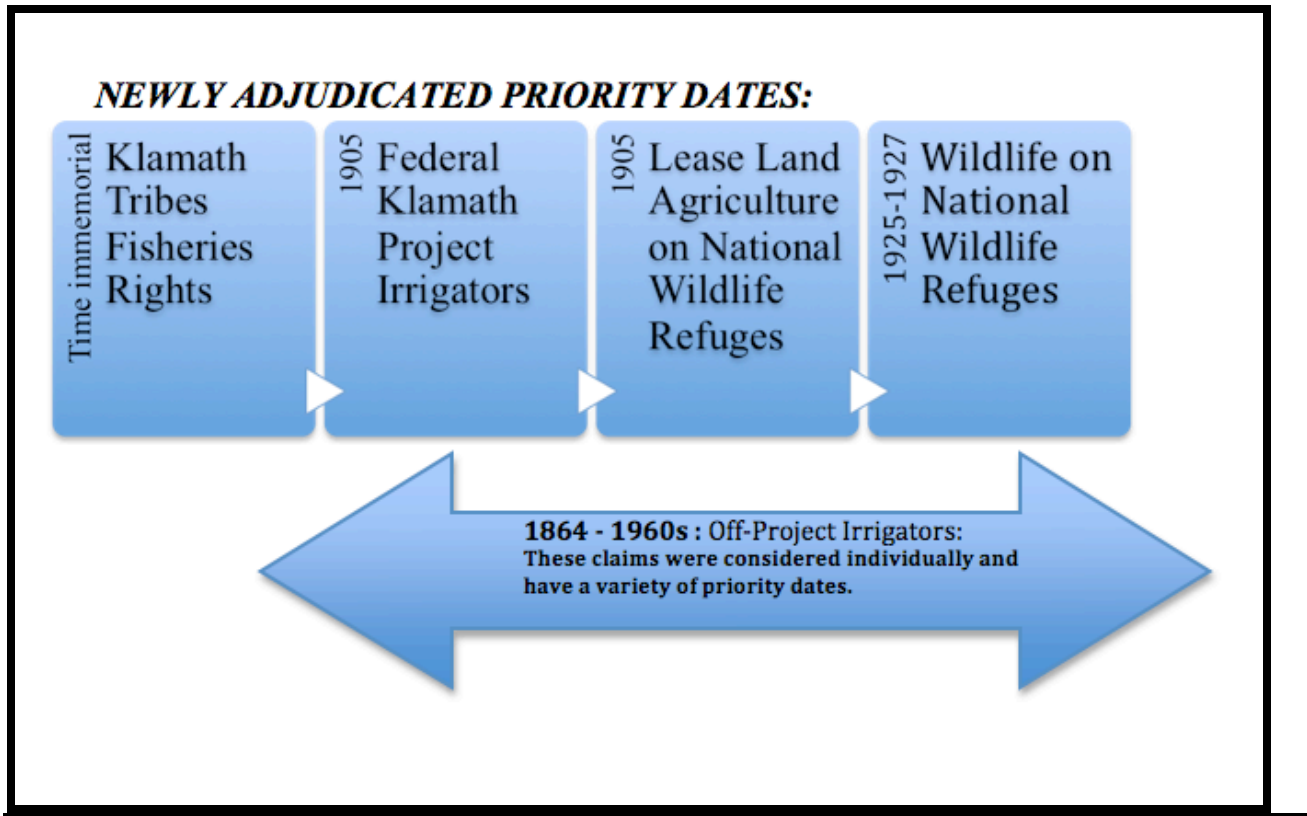 NEWLY ADJUDICATED PRIORITY DATES:
Time immemorial
Klamath
Tribes
Fisheries
Rights
1905
Federal
Klamath
Project
Irrigators
1905
Lease Land
Agriculture
on National
Wildlife
Refuges
1925-1927
Wildlife on
National
Wildlife
Refuges
1864 - 1960s : Off-Project Irrigators:
These claims were considered individually and
have a variety of priority dates.